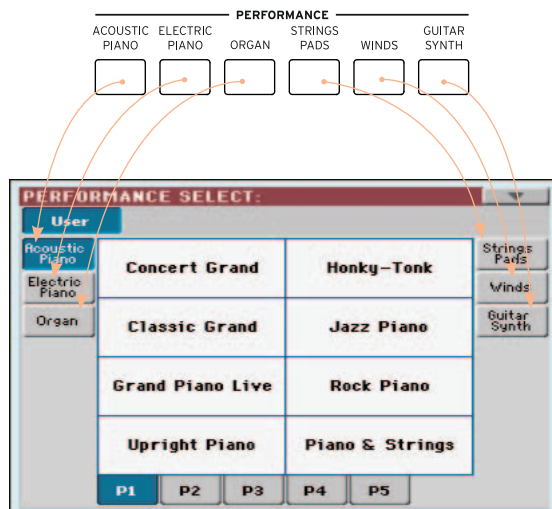 PERFORMANCE
ACOUSTIC PIANO
ELECTRIC PIANO
ORGAN
STRINGS PADS
WINDS
GUITAR SYNTH
PERFORMANCE SELECT:
User
Acoustic Piano
Electric Piano
Organ
Concert Grand
Honky-Tonk
Classic Grand
Jazz Piano
Grand Piano Live
Rock Piano
Upright Piano
Piano & Strings
Strings Pads
Winds
Guitar Synth
P1
P2
P3
P4
P5